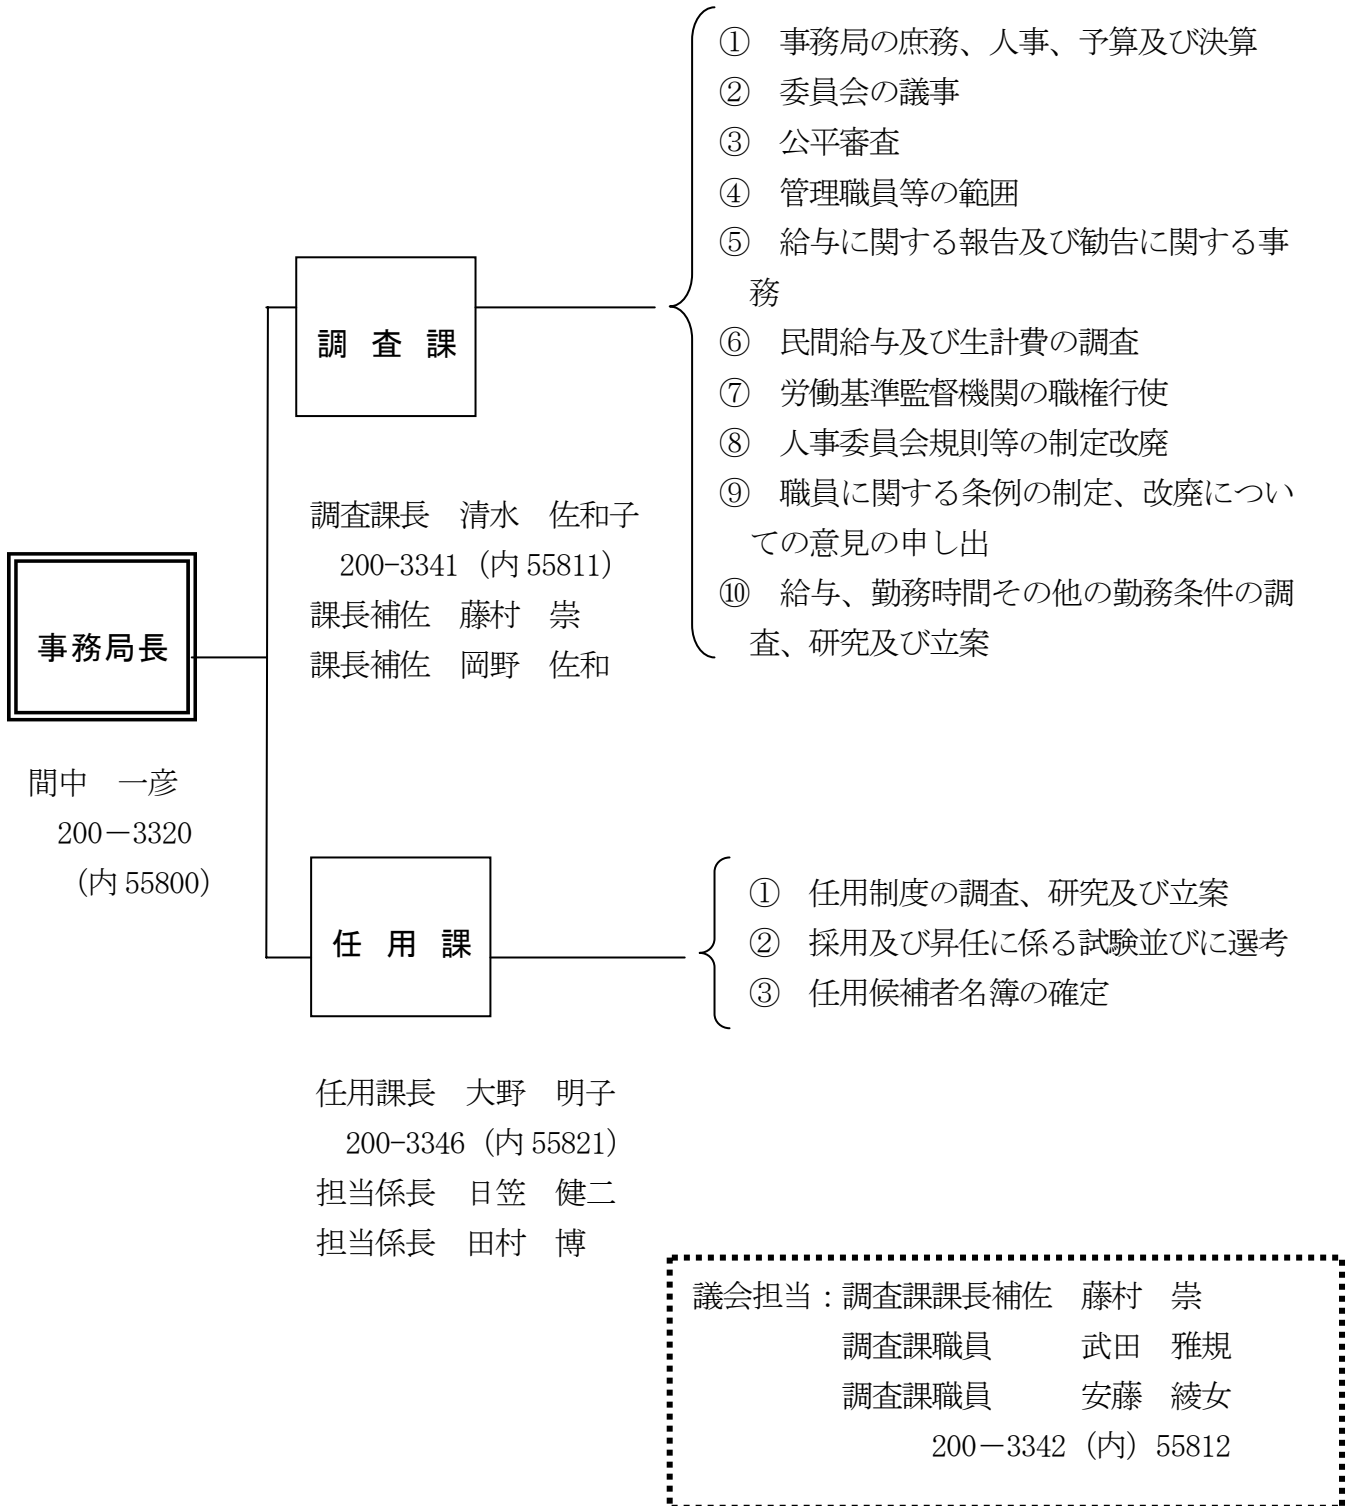 ① 事務局の庶務、人事、予算及び決算
② 委員会の議事
③ 公平審査
④ 管理職員等の範囲
⑤ 給与に関する報告及び勧告に関する事
務
⑥ 民間給与及び生計費の調査
⑦ 労働基準監督機関の職権行使
⑧ 人事委員会規則等の制定改廃
⑨ 職員に関する条例の制定、改廃につい
ての意見の申し出
⑩ 給与、勤務時間その他の勤務条件の調
査、研究及び立案
調 査 課
調査課長 清水 佐和子
200-3341（内 55811）
課長補佐 藤村 崇
課長補佐 岡野 佐和
事務局長
間中 一彦
200－3320
（内 55800）
任 用 課
① 任用制度の調査、研究及び立案
② 採用及び昇任に係る試験並びに選考
③ 任用候補者名簿の確定
任用課長 大野 明子
200-3346（内 55821）
担当係長 日笠 健二
担当係長 田村 博
議会担当：調査課課長補佐 藤村 崇
調査課職員 武田 雅規
調査課職員 安藤 綾女
200－3342（内）55812